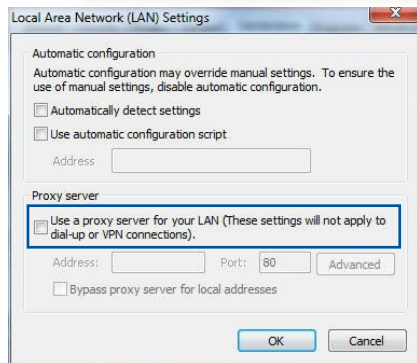 Local Area Network (LAN) Settings
Automatic configuration
Automatic configuration may override manual settings. To ensure the
use of manual settings, disable automatic configuration.
Automatically detect settings
Use automatic configuration script
Address
Proxy server
Use a proxy server for your LAN (These settings will not apply to
dial-up or VPN connections).
Address: Port: 80 Advanced
Bypass proxy server for local addresses
OK Cancel